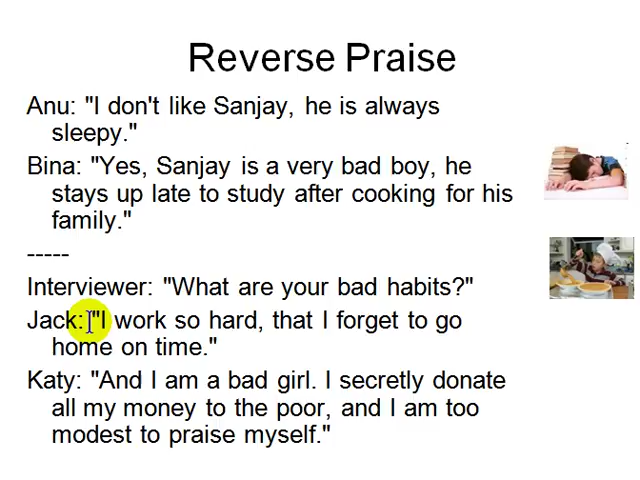 Reverse Praise
Anu: "I don't like Sanjay, he is always
sleepy."
Bina: "Yes, Sanjay is a very bad boy, he
stays up late to study after cooking for his
family."
-----
Interviewer: "What are your bad habits?"
Jack: "I work so hard, that I forget to go
home on time."
Katy: "And I am a bad girl. I secretly donate
all my money to the poor, and I am too
modest to praise myself."